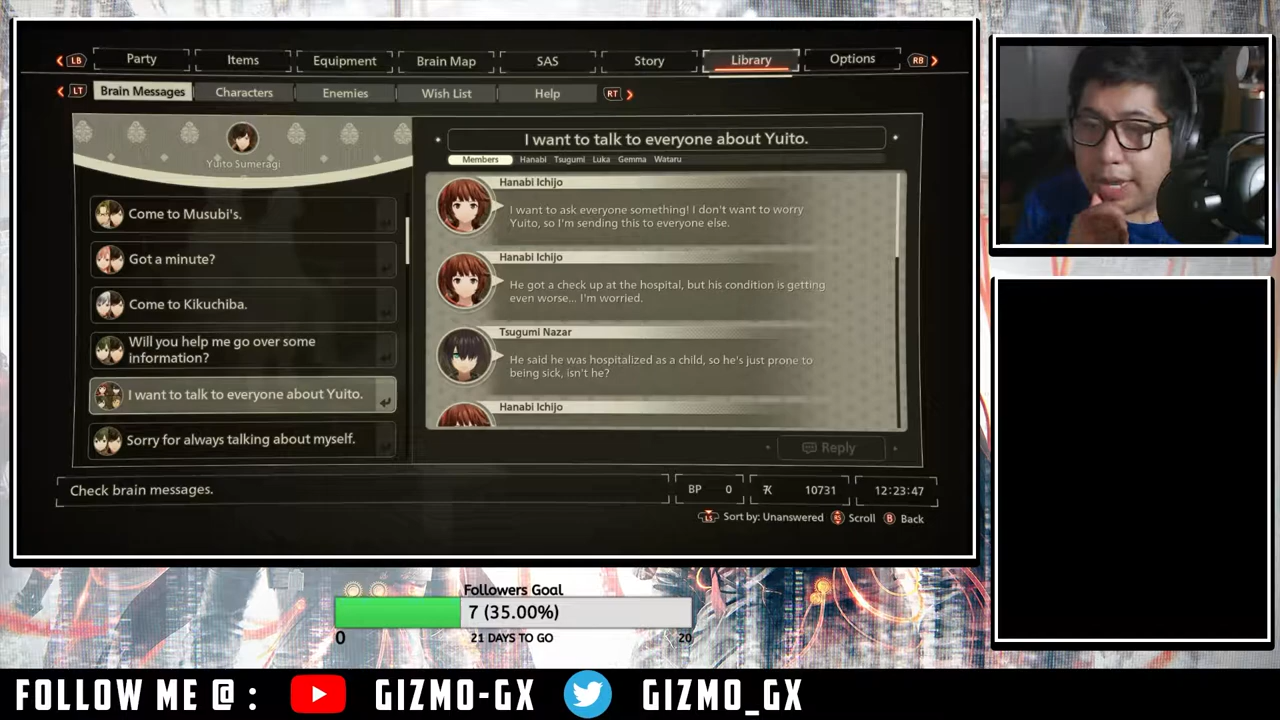 LB Party Items Equipment Brain Map SAS Story Library Options RB
LT Brain Messages Characters Enemies Wish List Help RT
Yuito Sumeragi
Come to Musubi's.
Got a minute?
Come to Kikuchiba.
Will you help me go over some
information?
I want to talk to everyone about Yuito.
Sorry for always talking about myself.
I want to talk to everyone about Yuito.
Members Hanabi Tsugumi Luka Gemma Wataru
Hanabi Ichijo
I want to ask everyone something! I don't want to worry
Yuito, so I'm sending this to everyone else.
Hanabi Ichijo
He got a check up at the hospital, but his condition is getting
even worse... I'm worried.
Tsugumi Nazar
He said he was hospitalized as a child, so he's just prone to
being sick, isn't he?
Hanabi Ichijo
Reply
Check brain messages.
BP 0 K 10731 12:23:47
LS Sort by: Unanswered RS Scroll B Back
Followers Goal
7 (35.00%)
0 21 DAYS TO GO 20
FOLLOW ME @ : GIZMO-GX GIZMO_GX